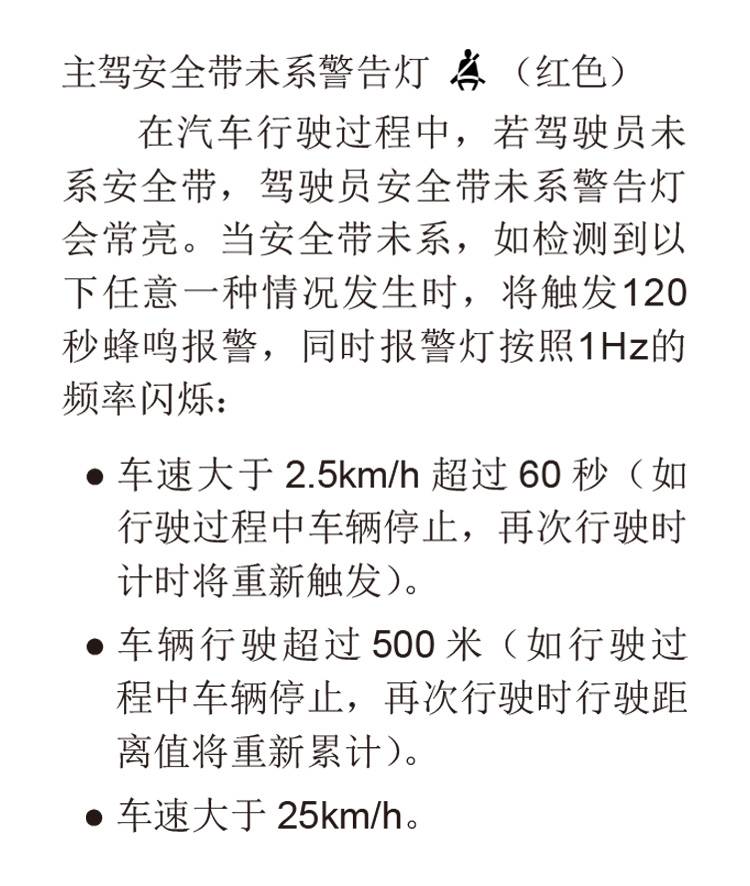 主驾安全带未系警告灯 （红色）
在汽车行驶过程中，若驾驶员未
系安全带，驾驶员安全带未系警告灯
会常亮。当安全带未系，如检测到以
下任意一种情况发生时，将触发120
秒蜂鸣报警，同时报警灯按照1Hz的
频率闪烁：
● 车速大于 2.5km/h 超过 60 秒（如
行驶过程中车辆停止，再次行驶时
计时将重新触发）。
● 车辆行驶超过 500 米（如行驶过
程中车辆停止，再次行驶时行驶距
离值将重新累计）。
● 车速大于 25km/h。